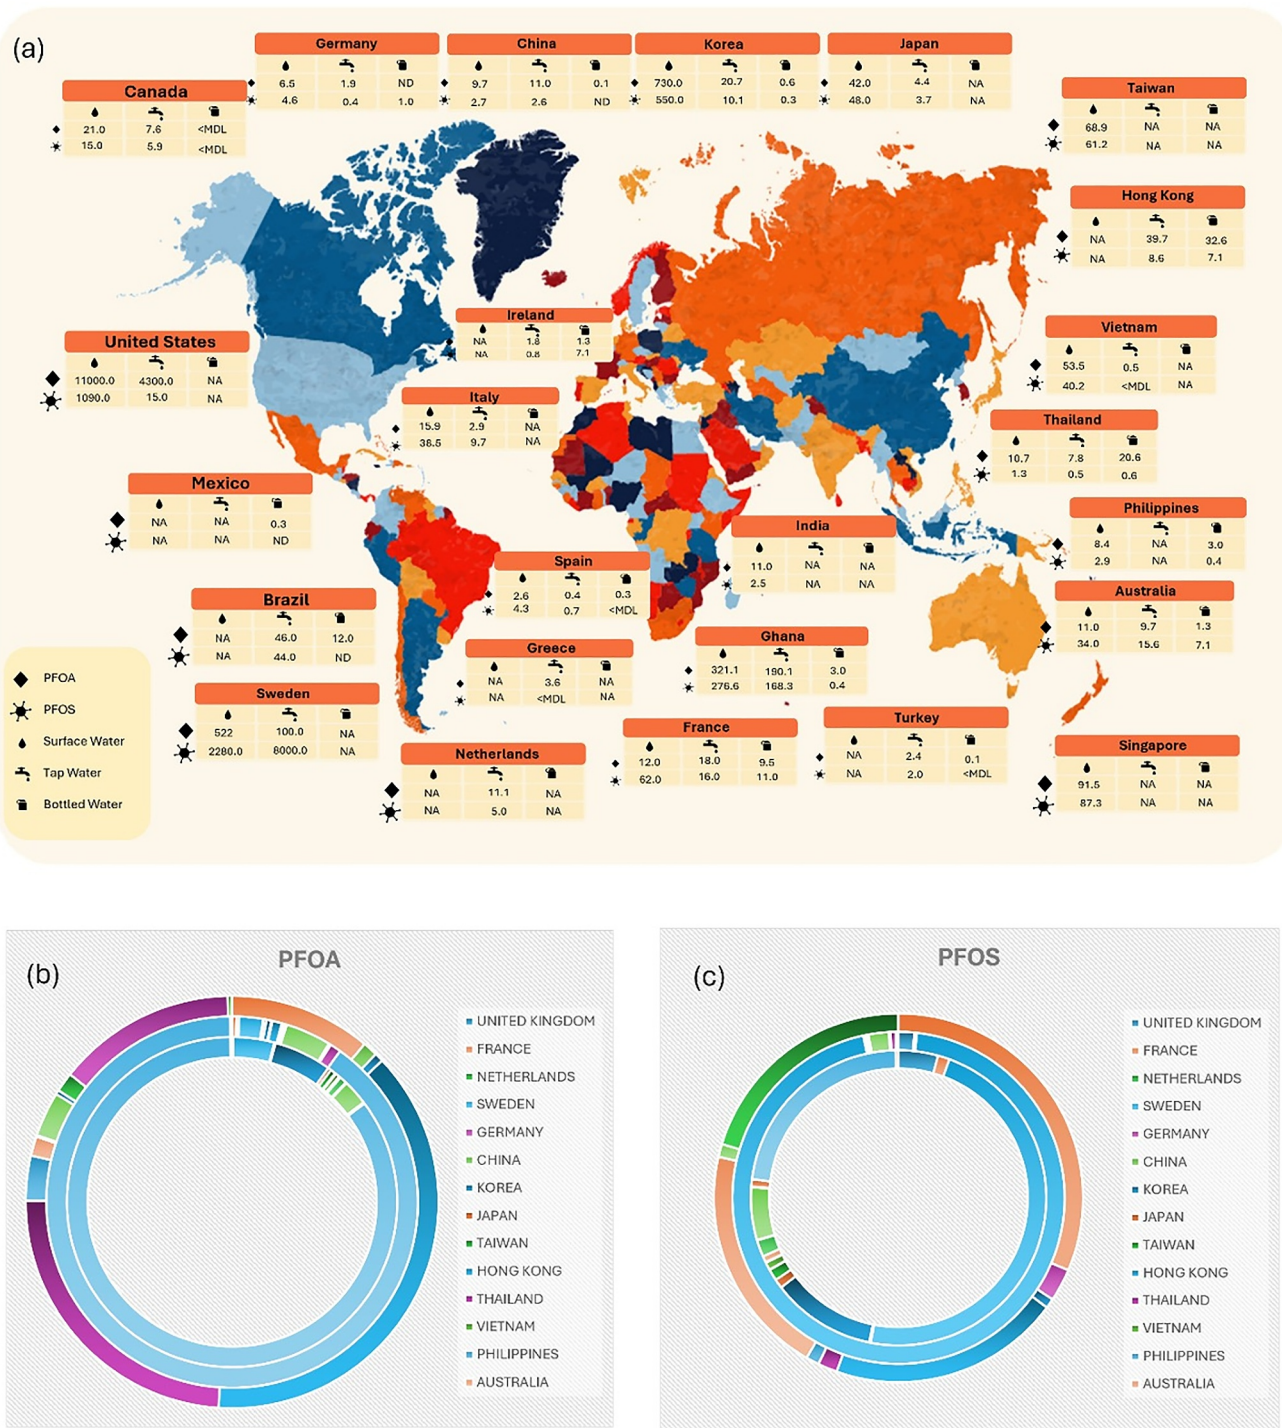 (a)
Germany
6.5 1.9 ND
4.6 0.4 1.0
China
9.7 11.0 0.1
2.7 2.6 ND
Korea
730.0 20.7 0.6
550.0 10.1 0.3
Japan
42.0 4.4 NA
48.0 3.7 NA
Canada
21.0 7.6 <MDL
15.0 5.9 <MDL
Taiwan
68.9 NA NA
61.2 NA NA
Hong Kong
NA 39.7 32.6
NA 8.6 7.1
Ireland
NA 1.8 1.3
NA 0.8 7.1
United States
11000.0 4300.0 NA
1090.0 15.0 NA
Vietnam
53.5 0.5 NA
40.2 <MDL NA
Italy
15.9 2.9 NA
38.5 9.7 NA
Thailand
10.7 7.8 20.6
1.3 0.5 0.6
Mexico
NA NA 0.3
NA NA ND
Philippines
8.4 NA 3.0
2.9 NA 0.4
India
11.0 NA NA
2.5 NA NA
Spain
2.6 0.4 0.3
4.3 0.7 <MDL
Brazil
NA 46.0 12.0
NA 44.0 ND
Australia
11.0 9.7 1.3
34.0 15.6 7.1
Greece
NA 3.6 NA
NA <MDL NA
Ghana
321.1 190.1 3.0
276.6 168.3 0.4
Sweden
522 100.0 NA
2280.0 8000.0 NA
France
12.0 18.0 9.5
62.0 16.0 11.0
Turkey
NA 2.4 0.1
NA 2.0 <MDL
Netherlands
NA 11.1 NA
NA 5.0 NA
Singapore
91.5 NA NA
87.3 NA NA
PFOA
PFOS
Surface Water
Tap Water
Bottled Water
(b)
PFOA
UNITED KINGDOM
FRANCE
NETHERLANDS
SWEDEN
GERMANY
CHINA
KOREA
JAPAN
TAIWAN
HONG KONG
THAILAND
VIETNAM
PHILIPPINES
AUSTRALIA
(c)
PFOS
UNITED KINGDOM
FRANCE
NETHERLANDS
SWEDEN
GERMANY
CHINA
KOREA
JAPAN
TAIWAN
HONG KONG
THAILAND
VIETNAM
PHILIPPINES
AUSTRALIA